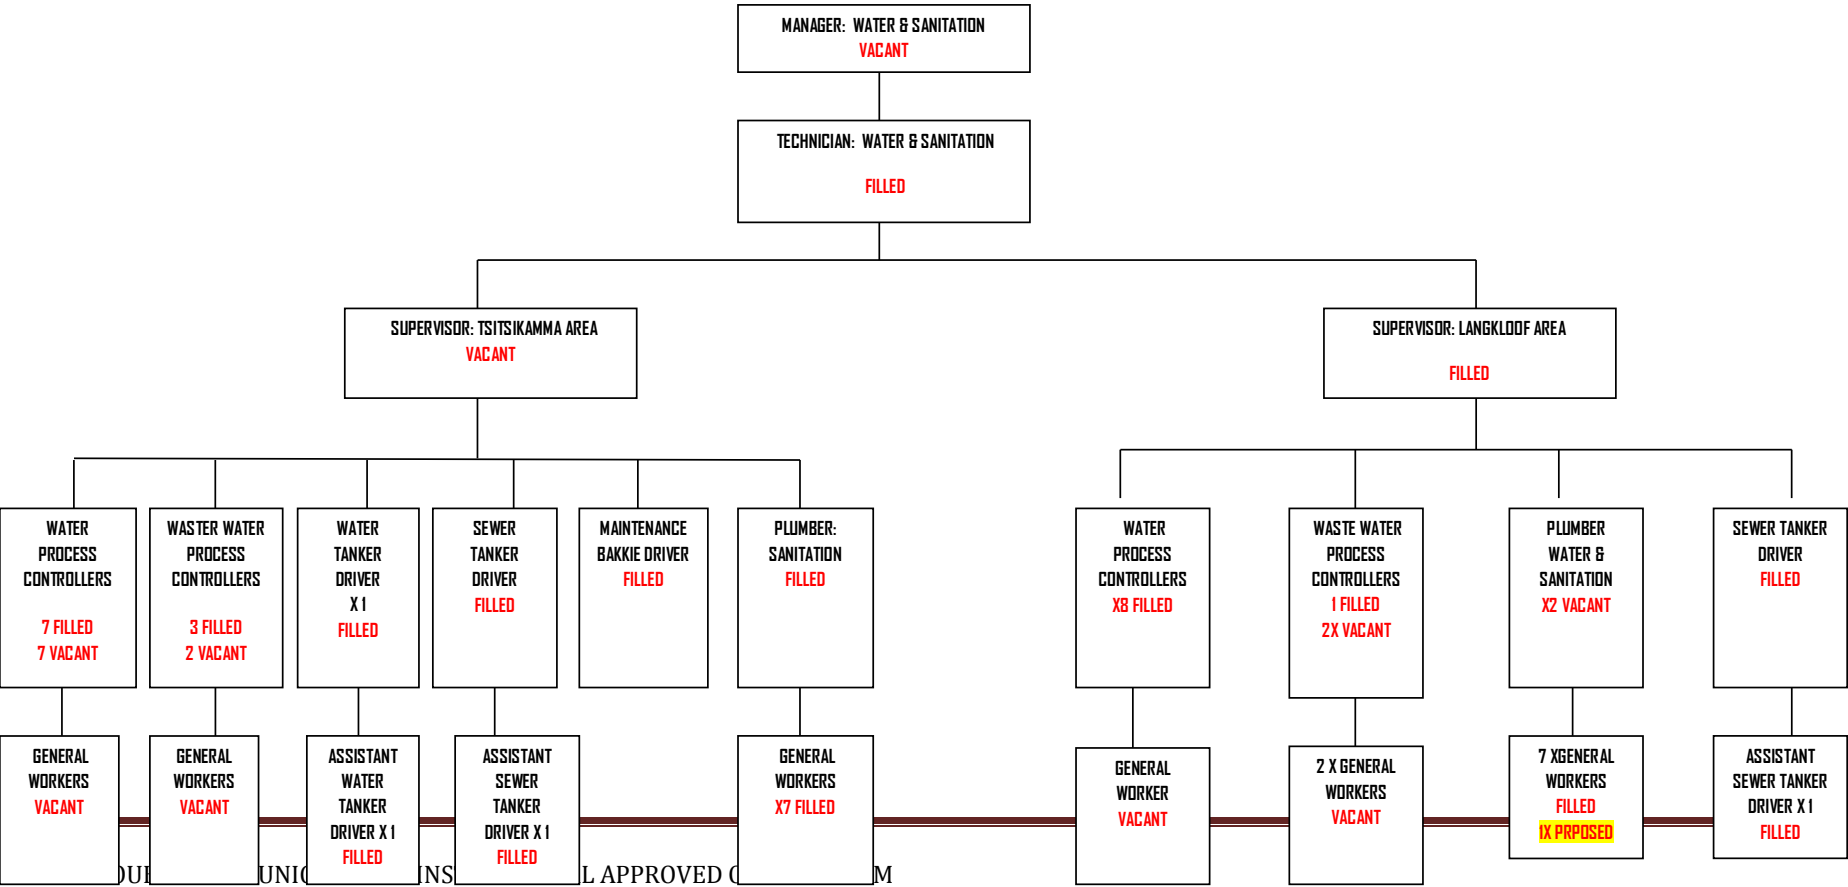 MANAGER: WATER & SANITATION
VACANT
TECHNICIAN: WATER & SANITATION
FILLED
SUPERVISOR: TSITSIKAMMA AREA
VACANT
SUPERVISOR: LANGKLOOF AREA
FILLED
WATER
PROCESS
CONTROLLERS
7 FILLED
7 VACANT
WASTER WATER
PROCESS
CONTROLLERS
3 FILLED
2 VACANT
WATER
TANKER
DRIVER
X 1
FILLED
SEWER
TANKER
DRIVER
FILLED
MAINTENANCE
BAKKIE DRIVER
FILLED
PLUMBER:
SANITATION
FILLED
WATER
PROCESS
CONTROLLERS
X8 FILLED
WASTE WATER
PROCESS
CONTROLLERS
1 FILLED
2X VACANT
PLUMBER
WATER &
SANITATION
X2 VACANT
SEWER TANKER
DRIVER
FILLED
GENERAL
WORKERS
VACANT
GENERAL
WORKERS
VACANT
ASSISTANT
WATER
TANKER
DRIVER X 1
FILLED
ASSISTANT
SEWER
TANKER
DRIVER X 1
FILLED
GENERAL
WORKERS
X7 FILLED
GENERAL
WORKER
VACANT
2 X GENERAL
WORKERS
VACANT
7 XGENERAL
WORKERS
FILLED
1X PRPOSED
ASSISTANT
SEWER TANKER
DRIVER X 1
FILLED
APPROVED